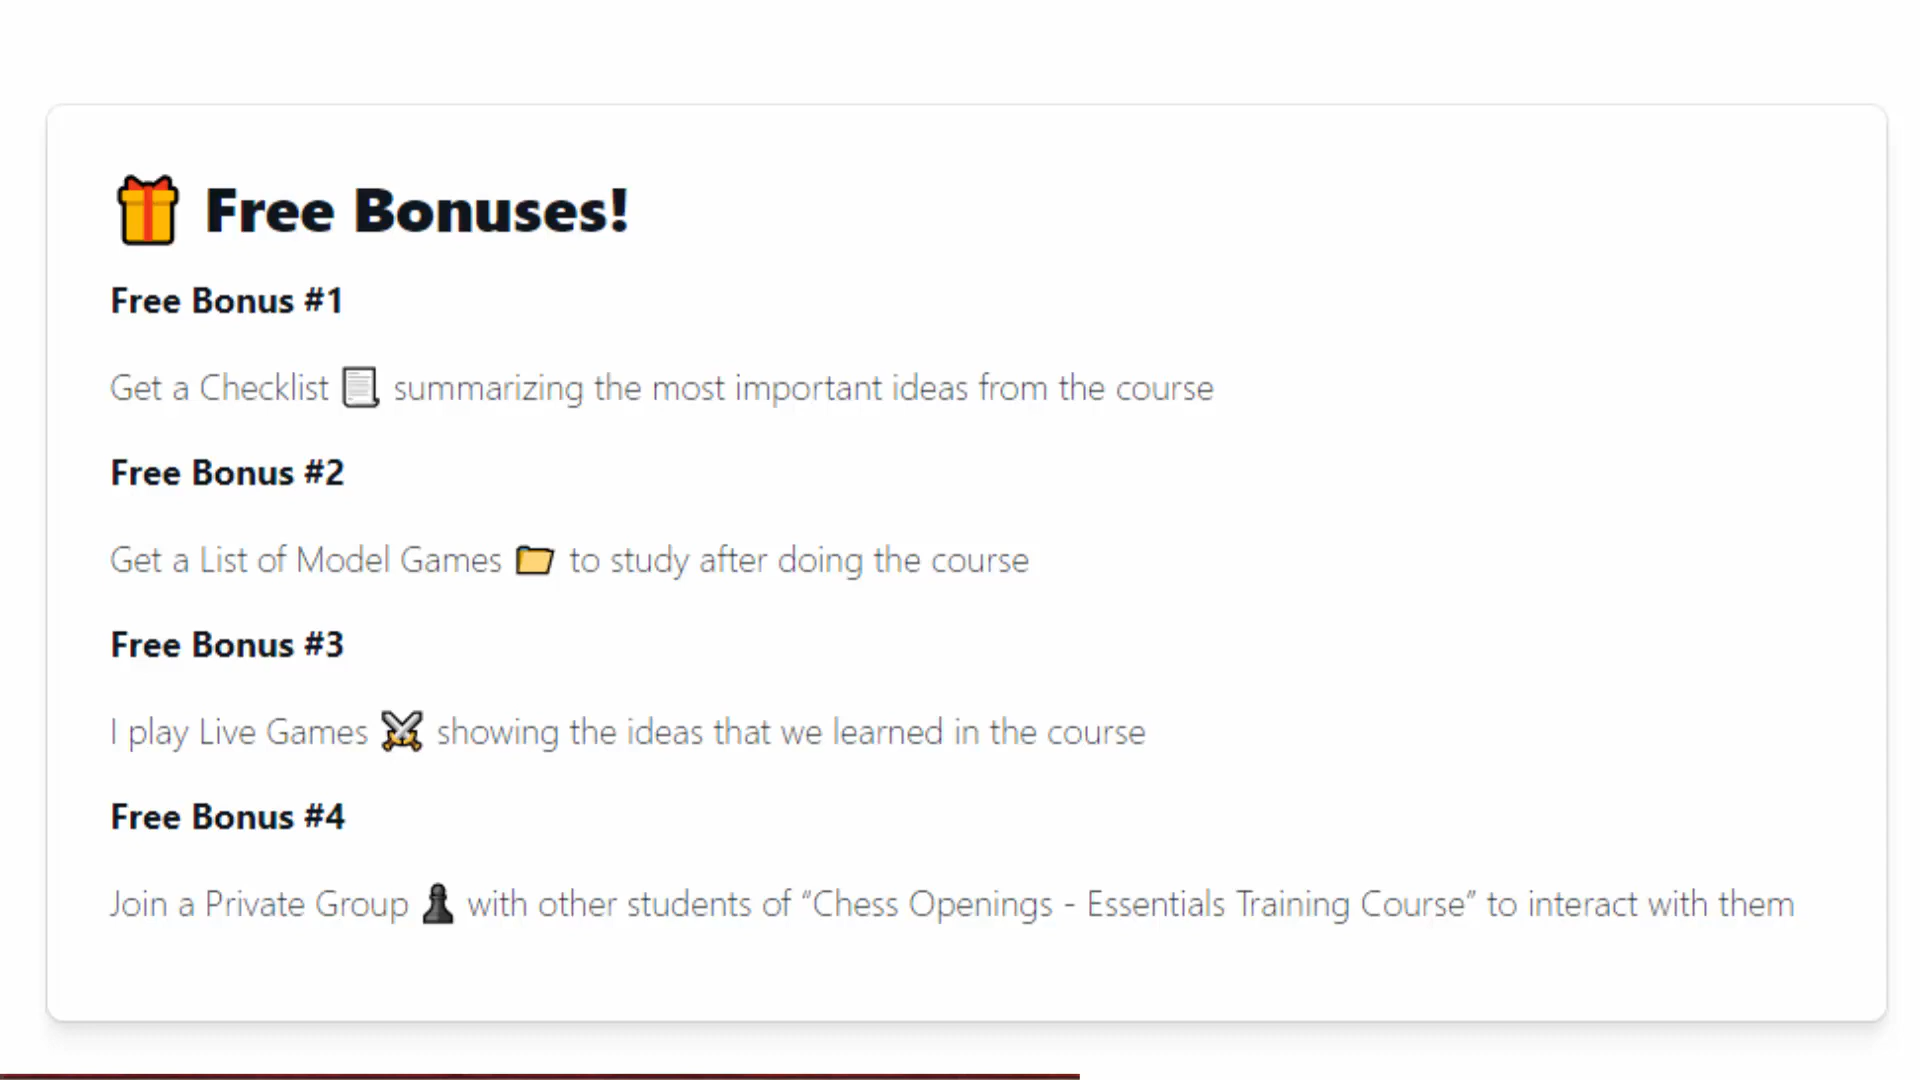 🎁 Free Bonuses!
Free Bonus #1
Get a Checklist 📃 summarizing the most important ideas from the course
Free Bonus #2
Get a List of Model Games 📂 to study after doing the course
Free Bonus #3
I play Live Games ⚔️ showing the ideas that we learned in the course
Free Bonus #4
Join a Private Group ♟️ with other students of “Chess Openings - Essentials Training Course” to interact with them